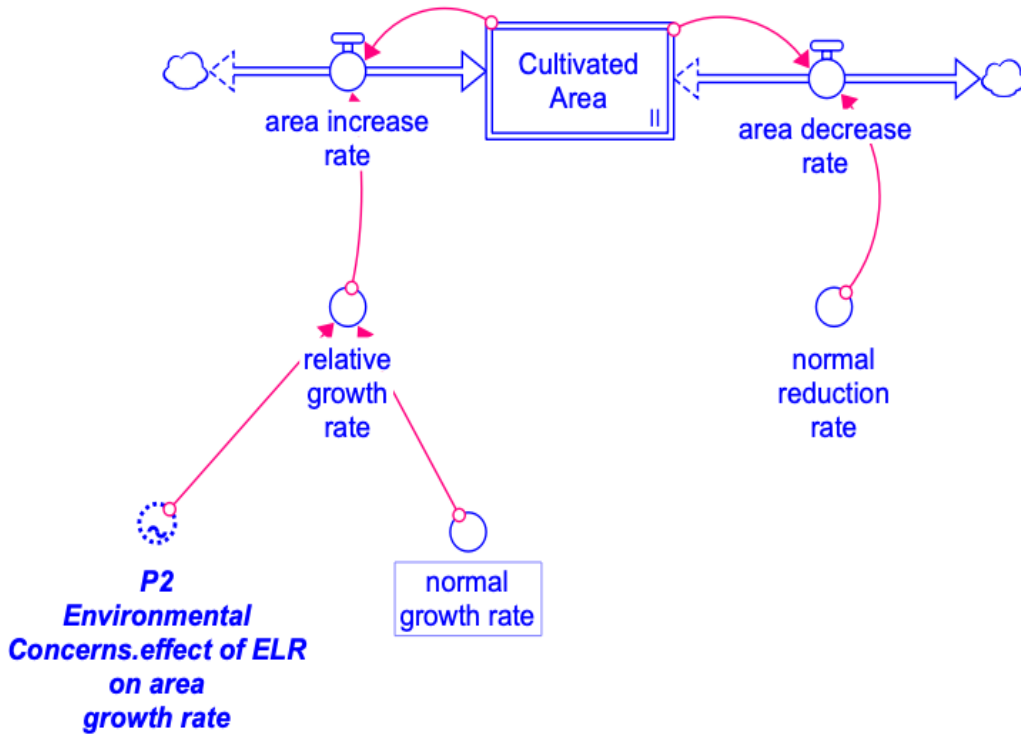 Cultivated
Area
area increase
rate
area decrease
rate
relative
growth
rate
normal
reduction
rate
P2
Environmental
Concerns.effect of ELR
on area
growth rate
normal
growth rate